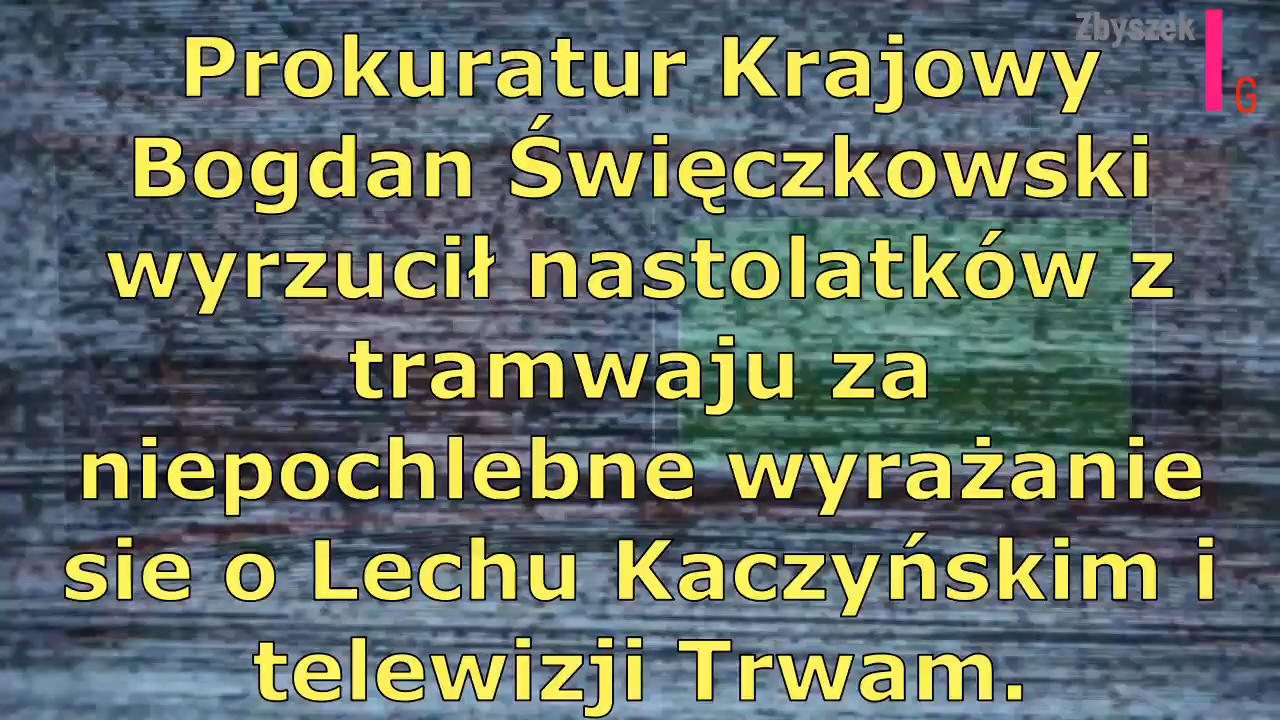 Zbyszek
G
Prokuratur Krajowy
Bogdan Święczkowski
wyrzucił nastolatków z
tramwaju za
niepochlebne wyrażanie
sie o Lechu Kaczyńskim i
telewizji Trwam.